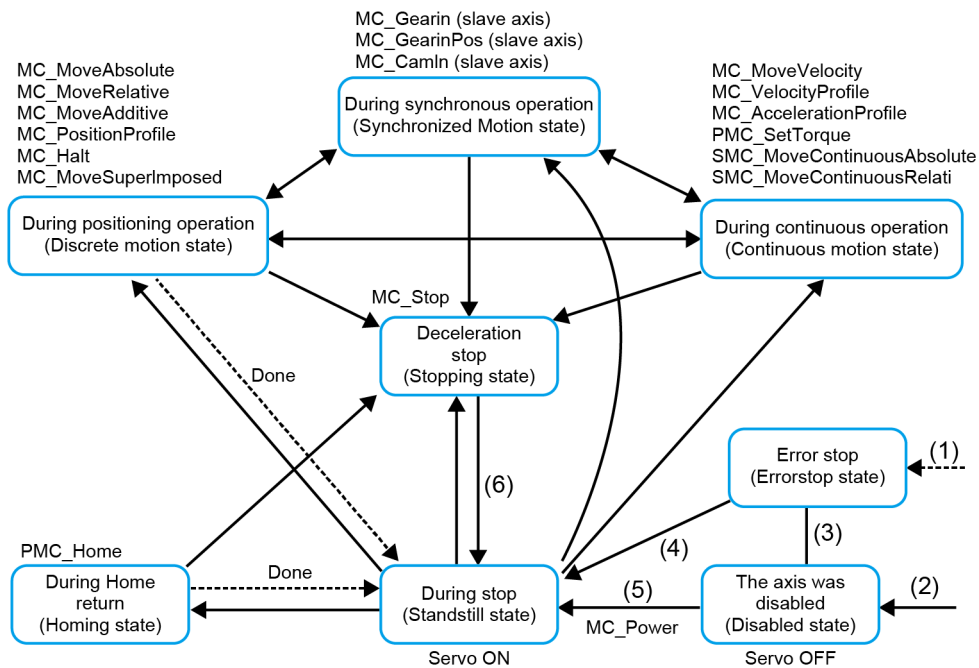 MC_Gearin (slave axis)
MC_GearinPos (slave axis)
MC_CamIn (slave axis)
During synchronous operation
(Synchronized Motion state)
MC_MoveAbsolute
MC_MoveRelative
MC_MoveAdditive
MC_PositionProfile
MC_Halt
MC_MoveSuperImposed
During positioning operation
(Discrete motion state)
MC_MoveVelocity
MC_VelocityProfile
MC_AccelerationProfile
PMC_SetTorque
SMC_MoveContinuousAbsolute
SMC_MoveContinuousRelati
During continuous operation
(Continuous motion state)
MC_Stop
Deceleration
stop
(Stopping state)
Done
Error stop
(Errorstop state)
(1)
(6)
(4)
(3)
PMC_Home
During Home
return
(Homing state)
Done
During stop
(Standstill state)
Servo ON
(5)
MC_Power
The axis was
disabled
(Disabled state)
Servo OFF
(2)